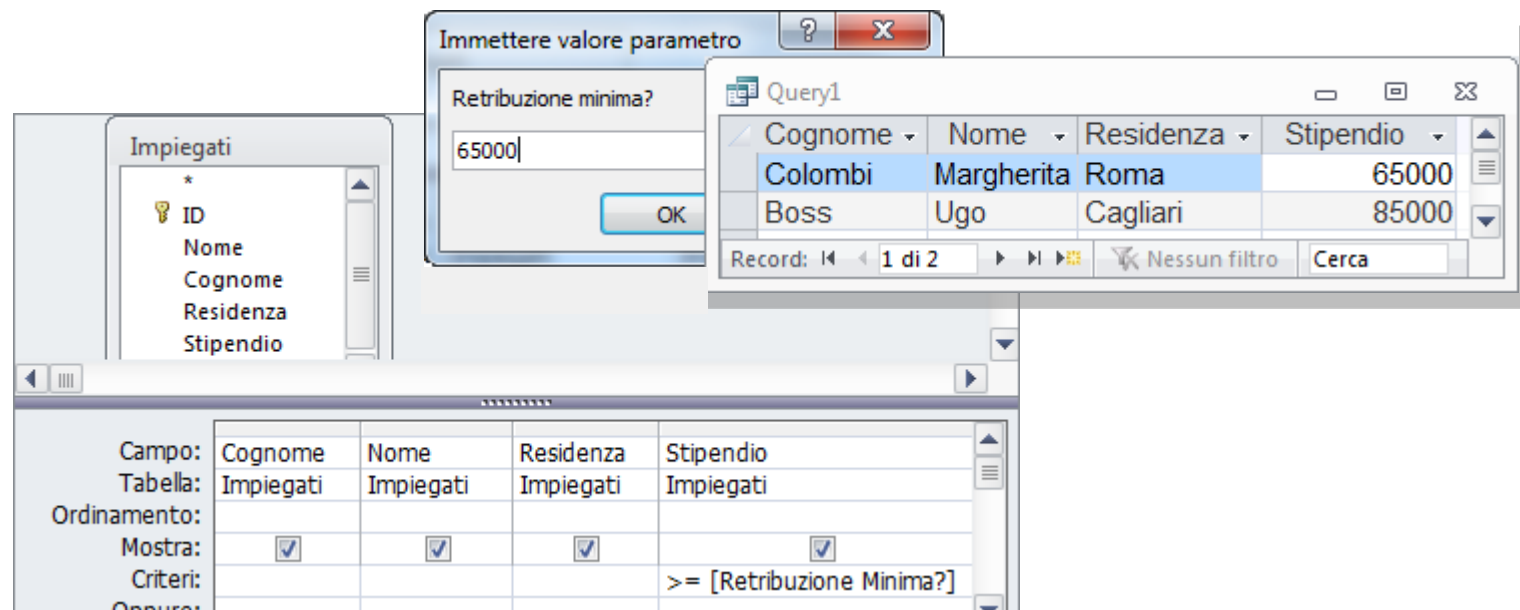 Immettere valore parametro
Retribuzione minima?
65000
OK
Query1
Cognome Nome Residenza Stipendio
Colombi Margherita Roma 65000
Boss Ugo Cagliari 85000
Record: 1 di 2 Nessun filtro Cerca
Impiegati
*
ID
Nome
Cognome
Residenza
Stipendio
Campo: Cognome Nome Residenza Stipendio
Tabella: Impiegati Impiegati Impiegati Impiegati
Ordinamento:
Mostra:
Criteri: >= [Retribuzione Minima?]
Oppure: